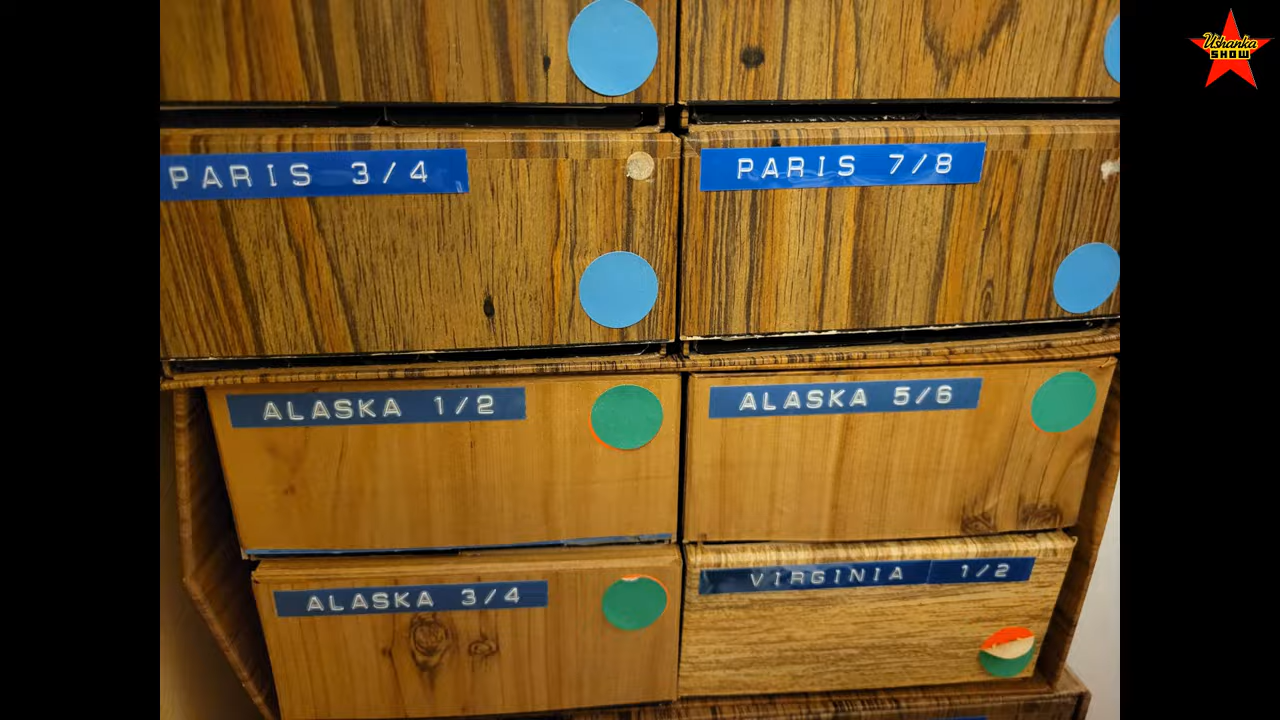 Ushanka
SHOW
PARIS 3/4
PARIS 7/8
ALASKA 1/2
ALASKA 5/6
ALASKA 3/4
VIRGINIA 1/2